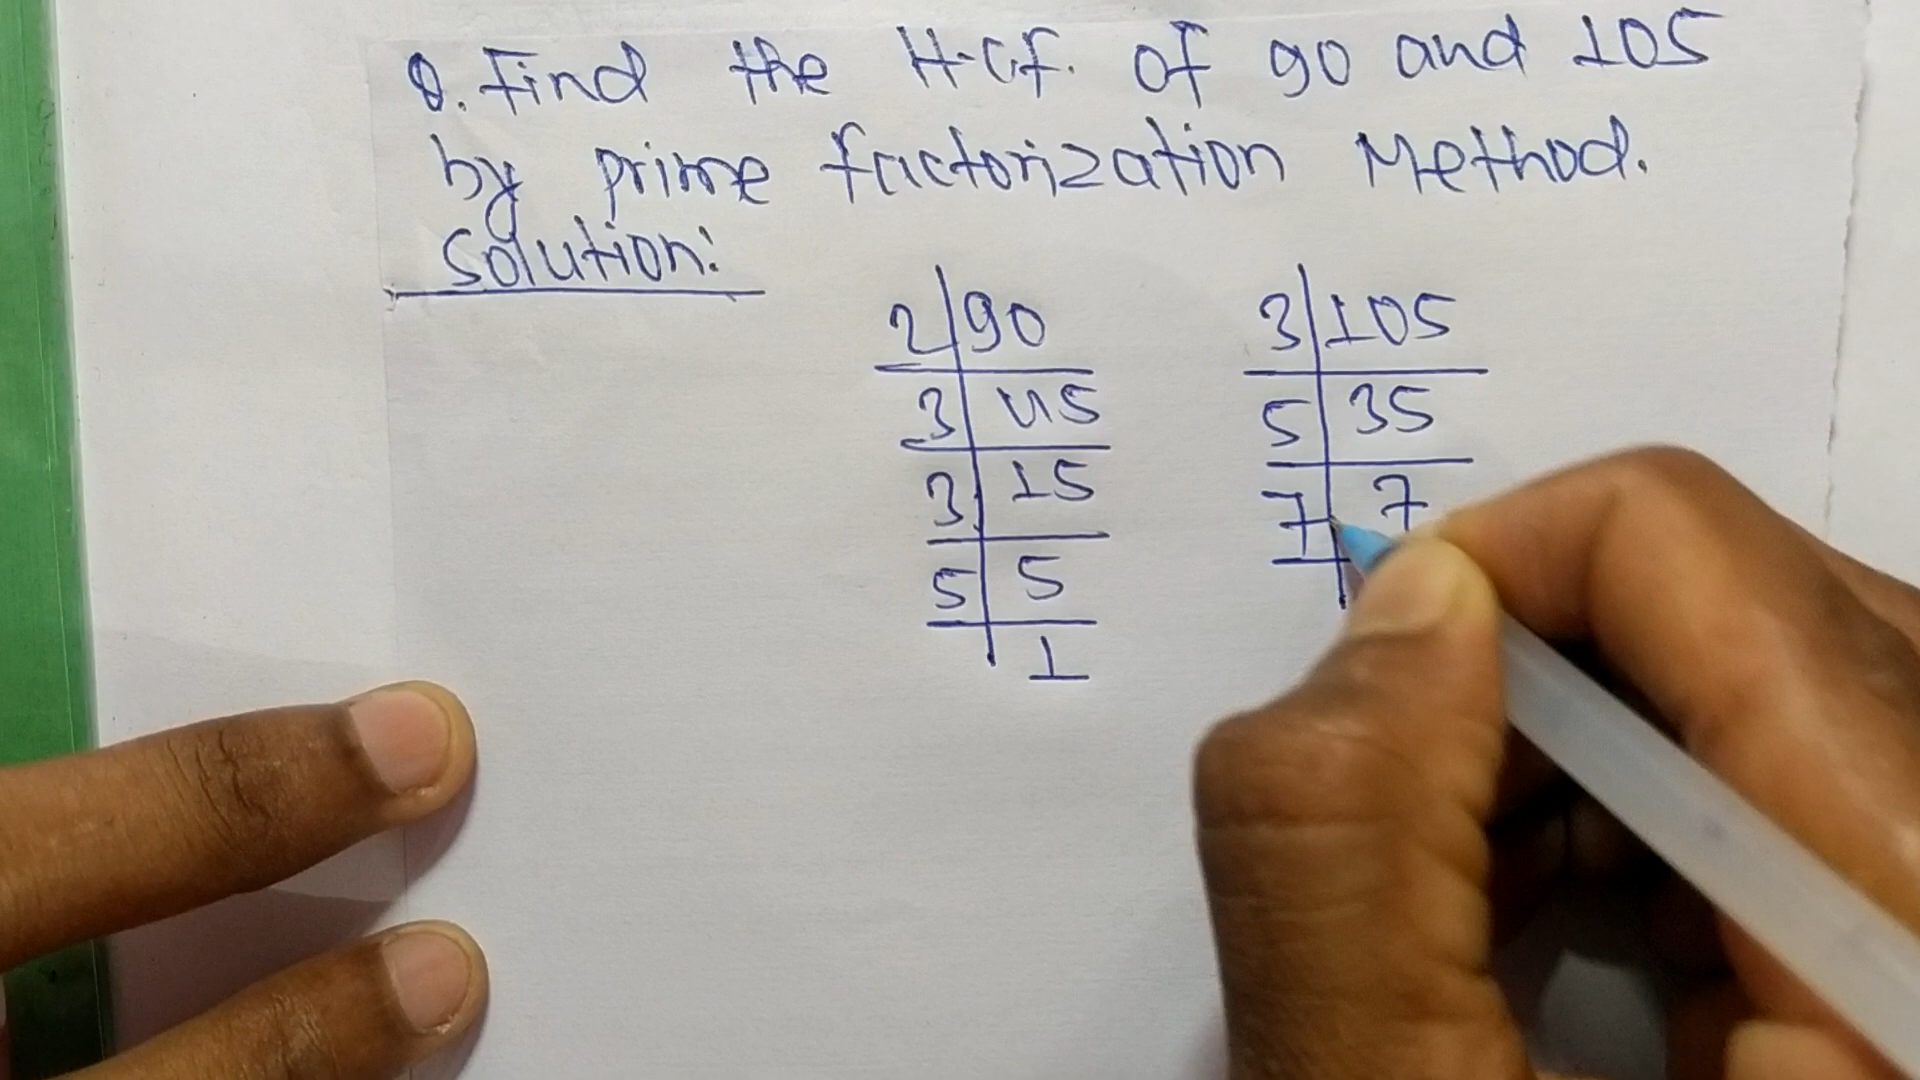 Q. Find the H.C.F. of 90 and 105
by prime factorization Method.
Solution:
2 90
3 45
3 15
5 5
1
3 105
5 35
7 7